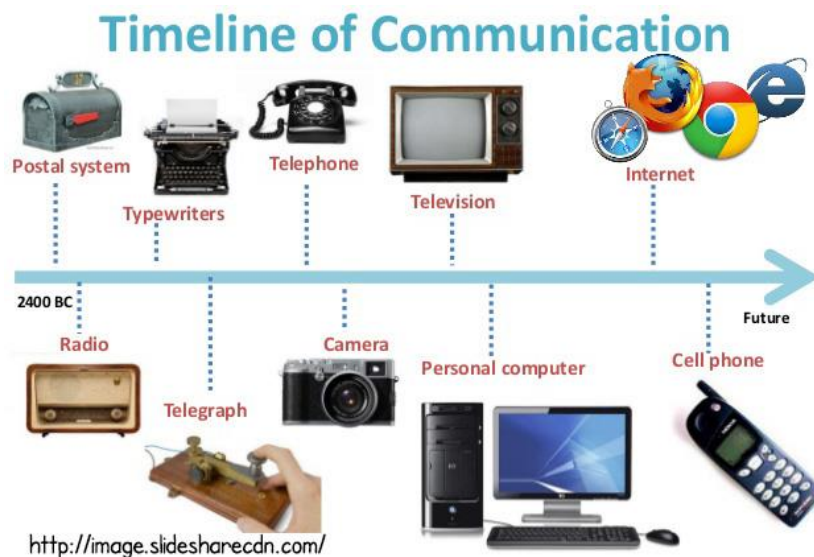 Timeline of Communication
Postal system
Typewriters
Telephone
Television
Internet
2400 BC
Future
Radio
Telegraph
Camera
Personal computer
Cell phone
http://image.slidesharecdn.com/